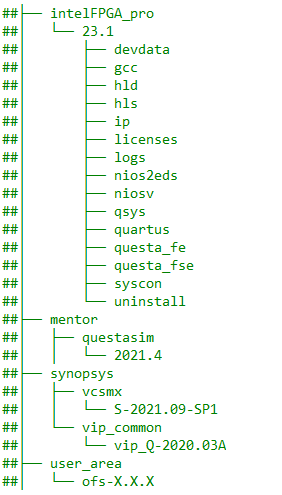 ##├── intelFPGA_pro
##│   └── 23.1
##│       ├── devdata
##│       ├── gcc
##│       ├── hld
##│       ├── hls
##│       ├── ip
##│       ├── licenses
##│       ├── logs
##│       ├── nios2eds
##│       ├── niosv
##│       ├── qsys
##│       ├── quartus
##│       ├── questa_fe
##│       ├── questa_fse
##│       ├── syscon
##│       └── uninstall
##├── mentor
##│   ├── questasim
##│   │   └── 2021.4
##├── synopsys
##│   ├── vcsmx
##│   │   └── S-2021.09-SP1
##│   └── vip_common
##│       └── vip_Q-2020.03A
##├── user_area
##│   └── ofs-X.X.X